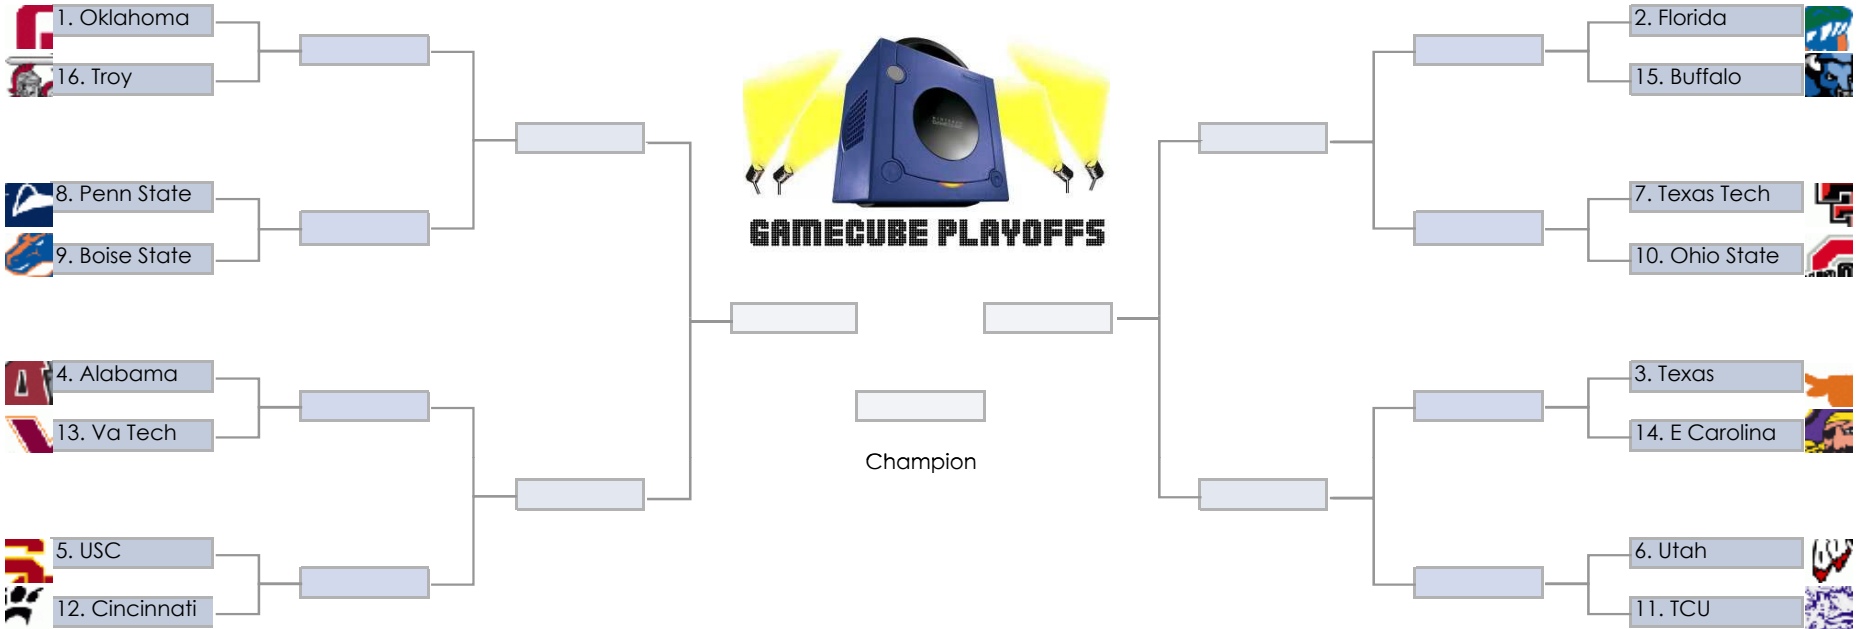 1. Oklahoma
16. Troy
8. Penn State
9. Boise State
4. Alabama
13. Va Tech
5. USC
12. Cincinnati
GAMECUBE PLAYOFFS
Champion
2. Florida
15. Buffalo
7. Texas Tech
10. Ohio State
3. Texas
14. E Carolina
6. Utah
11. TCU